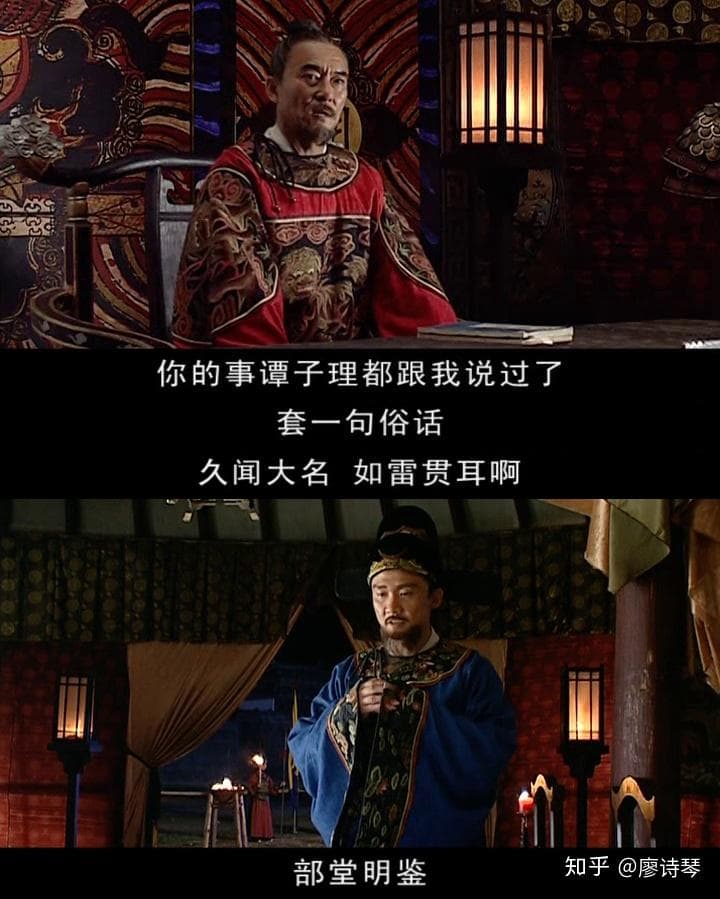 你的事谭子理都跟我说过了
套一句俗话
久闻大名 如雷贯耳啊
部堂明鉴
知乎 @廖诗琴